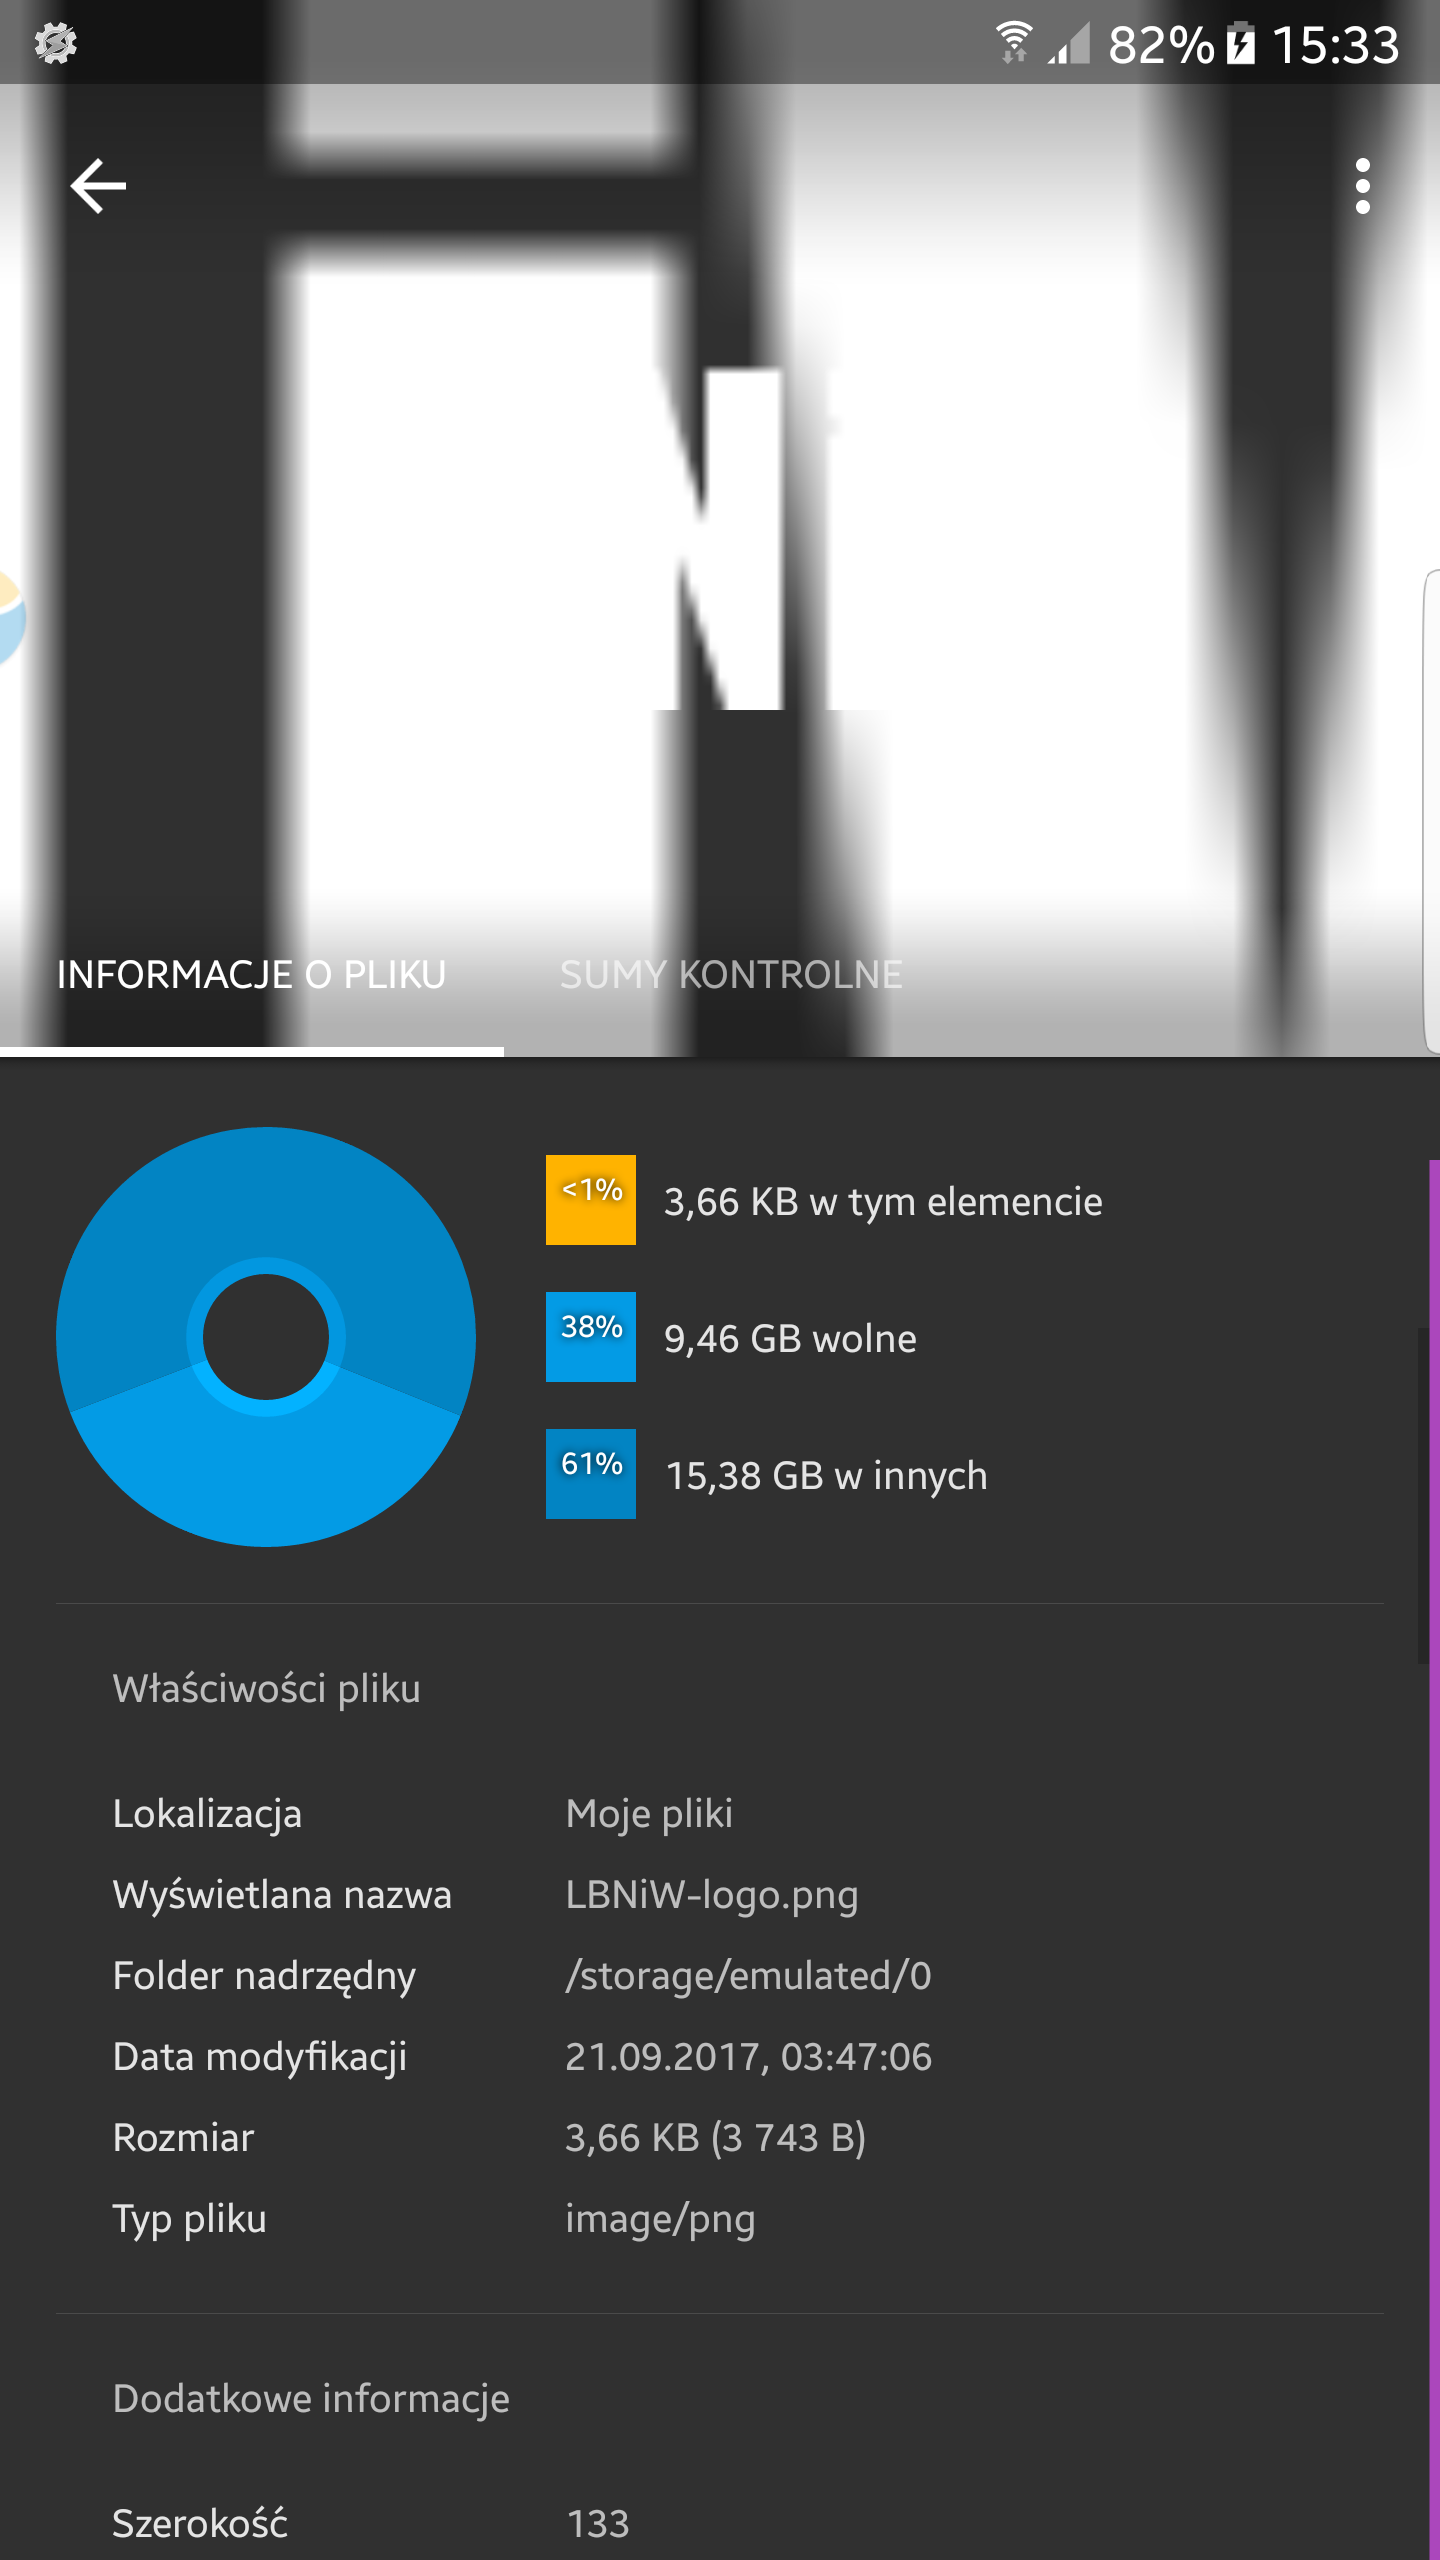 82% 15:33
INFORMACJE O PLIKU SUMY KONTROLNE
<1% 3,66 KB w tym elemencie
38% 9,46 GB wolne
61% 15,38 GB w innych
Właściwości pliku
Lokalizacja Moje pliki
Wyświetlana nazwa LBNiW-logo.png
Folder nadrzędny /storage/emulated/0
Data modyfikacji 21.09.2017, 03:47:06
Rozmiar 3,66 KB (3 743 B)
Typ pliku image/png
Dodatkowe informacje
Szerokość 133